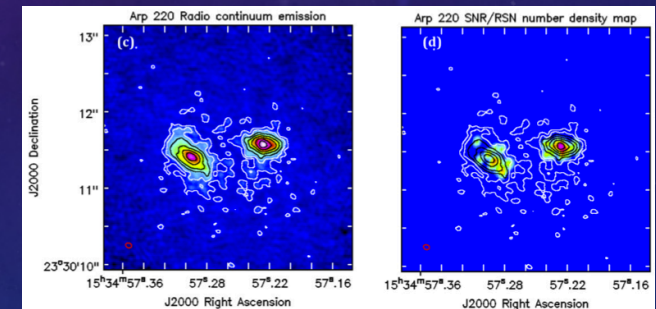 Arp 220 Radio continuum emission
Arp 220 SNR/RSN number density map
(c).
(d)
13"
12"
11"
23°30'10"
J2000 Declination
15ʰ34ᵐ57ˢ.36 57ˢ.28 57ˢ.22 57ˢ.16
15ʰ34ᵐ57ˢ.36 57ˢ.28 57ˢ.22 57ˢ.16
J2000 Right Ascension
J2000 Right Ascension